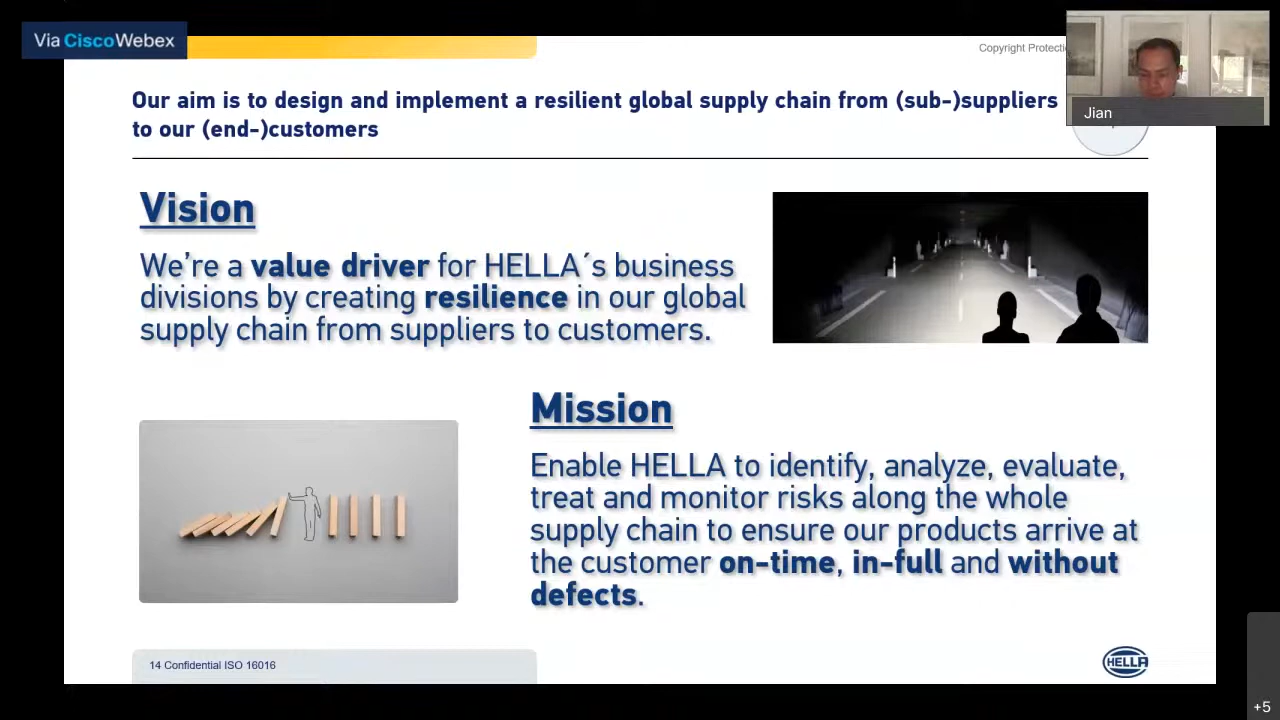 Via Cisco Webex
Copyright Protecti
Jian
Our aim is to design and implement a resilient global supply chain from (sub-)suppliers
to our (end-)customers
Vision
We’re a value driver for HELLA´s business
divisions by creating resilience in our global
supply chain from suppliers to customers.
Mission
Enable HELLA to identify, analyze, evaluate,
treat and monitor risks along the whole
supply chain to ensure our products arrive at
the customer on-time, in-full and without
defects.
14 Confidential ISO 16016
HELLA
+5